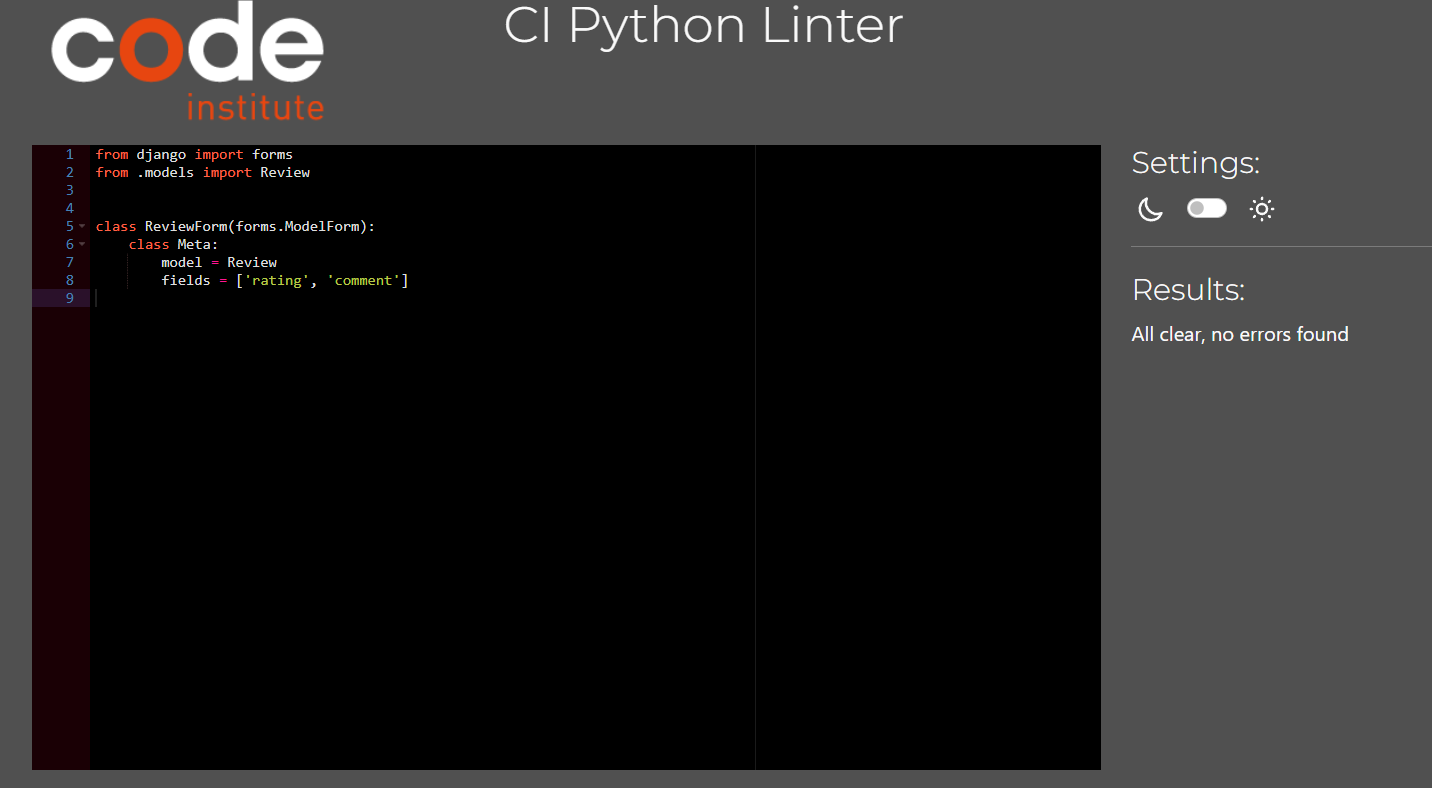 code
institute
CI Python Linter
1 from django import forms
2 from .models import Review
3
4
5 class ReviewForm(forms.ModelForm):
6     class Meta:
7         model = Review
8         fields = ['rating', 'comment']
9
Settings:
Results:
All clear, no errors found